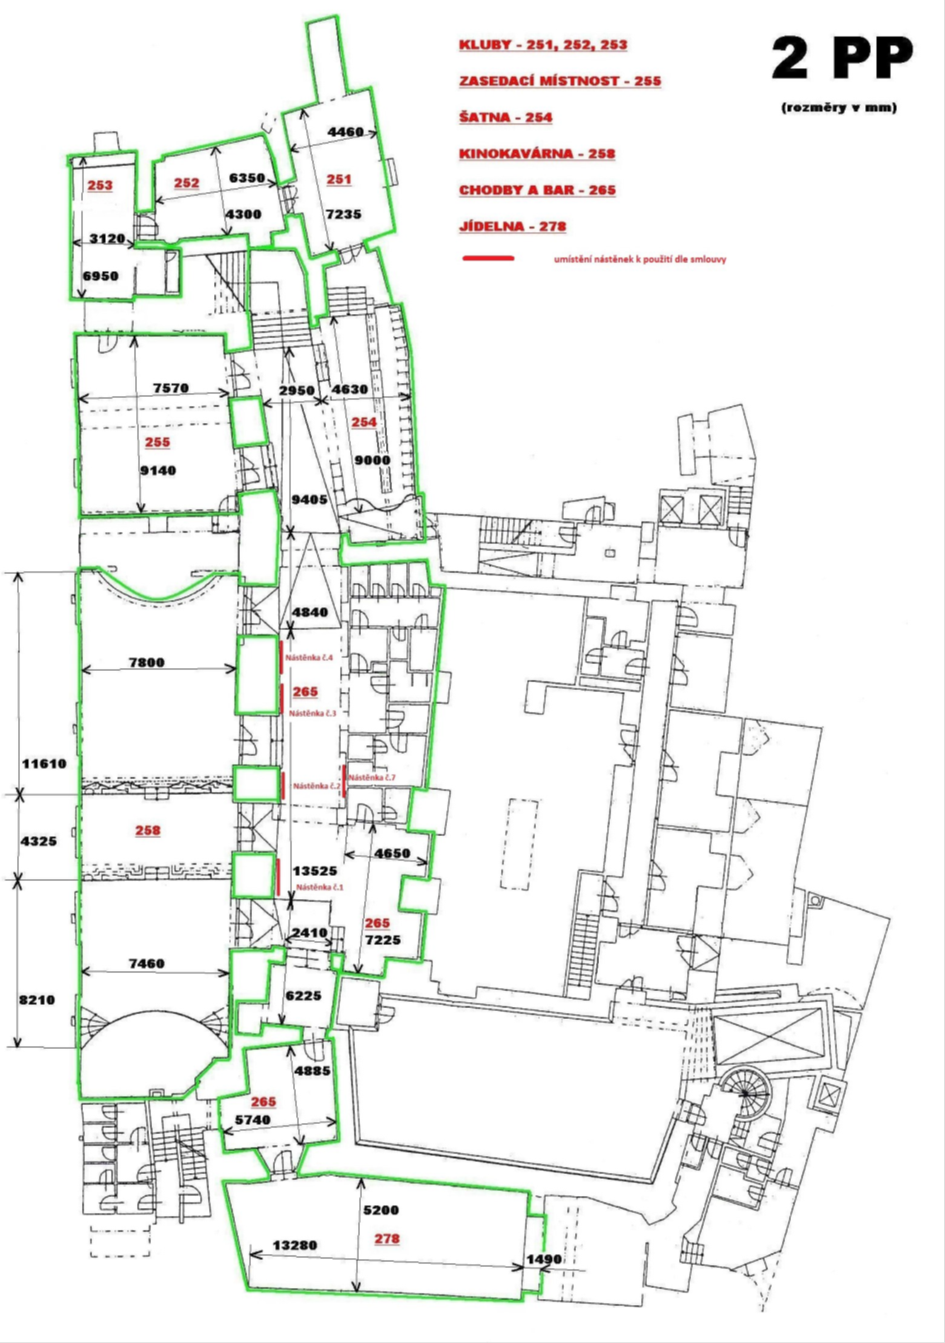 KLUBY - 251, 252, 253
2 PP
ZASEDACÍ MÍSTNOST - 255
(rozměry v mm)
ŠATNA - 254
KINOKAVÁRNA - 258
CHODBY A BAR - 265
JÍDELNA - 278
umístění nástěnek k použití dle smlouvy
4460
253
252
6350
251
4300
7235
3120
6950
7570
2950
4630
254
255
9140
9000
9405
4840
7800
Nástěnka č.4
265
Nástěnka č.3
11610
Nástěnka č.2
Nástěnka č.7
258
4325
4650
13525
Nástěnka č.1
265
2410
7225
7460
8210
6225
4885
265
5740
5200
13280
278
1490